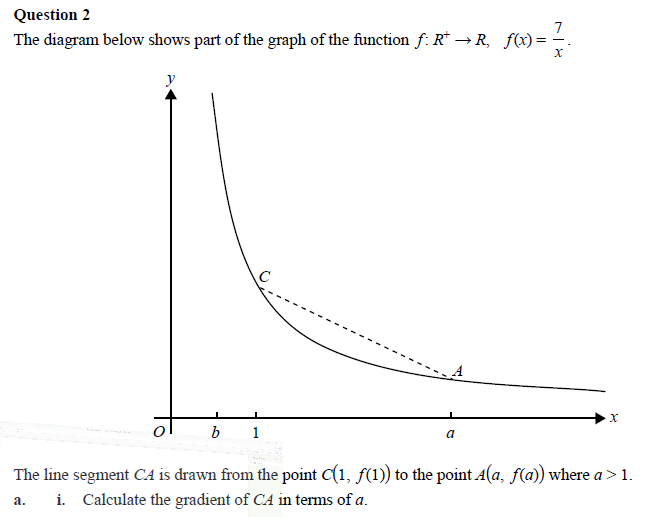 Question 2
The diagram below shows part of the graph of the function f: R⁺ → R, f(x) = 7/x.
y
C
A
x
O b 1 a
The line segment CA is drawn from the point C(1, f(1)) to the point A(a, f(a)) where a > 1.
a. i. Calculate the gradient of CA in terms of a.